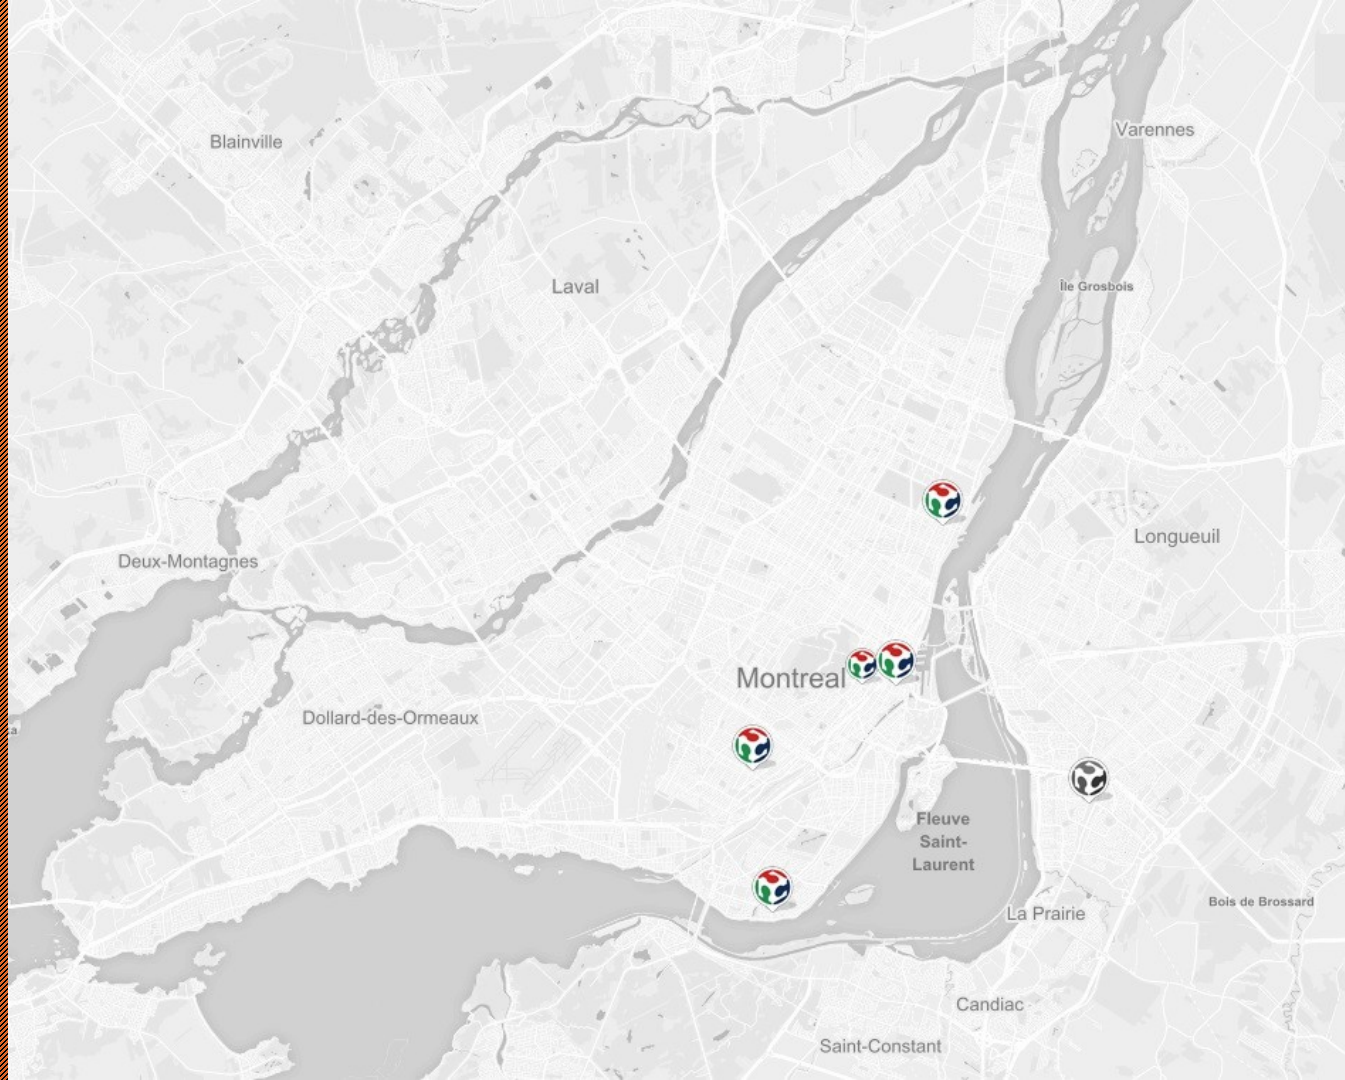 Varennes
Blainville
Laval
Île Grosbois
Longueuil
Deux-Montagnes
Montreal
Dollard-des-Ormeaux
Fleuve
Saint-
Laurent
Bois de Brossard
La Prairie
Candiac
Saint-Constant